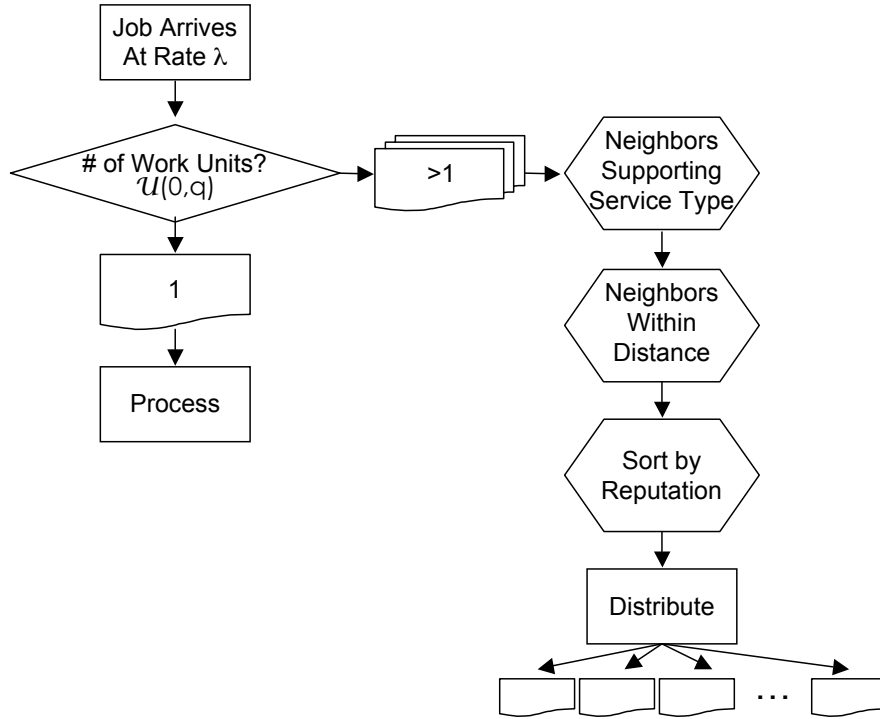 Job Arrives
At Rate λ
# of Work Units?
𝒰(0,q)
>1
Neighbors
Supporting
Service Type
1
Neighbors
Within
Distance
Process
Sort by
Reputation
Distribute
...